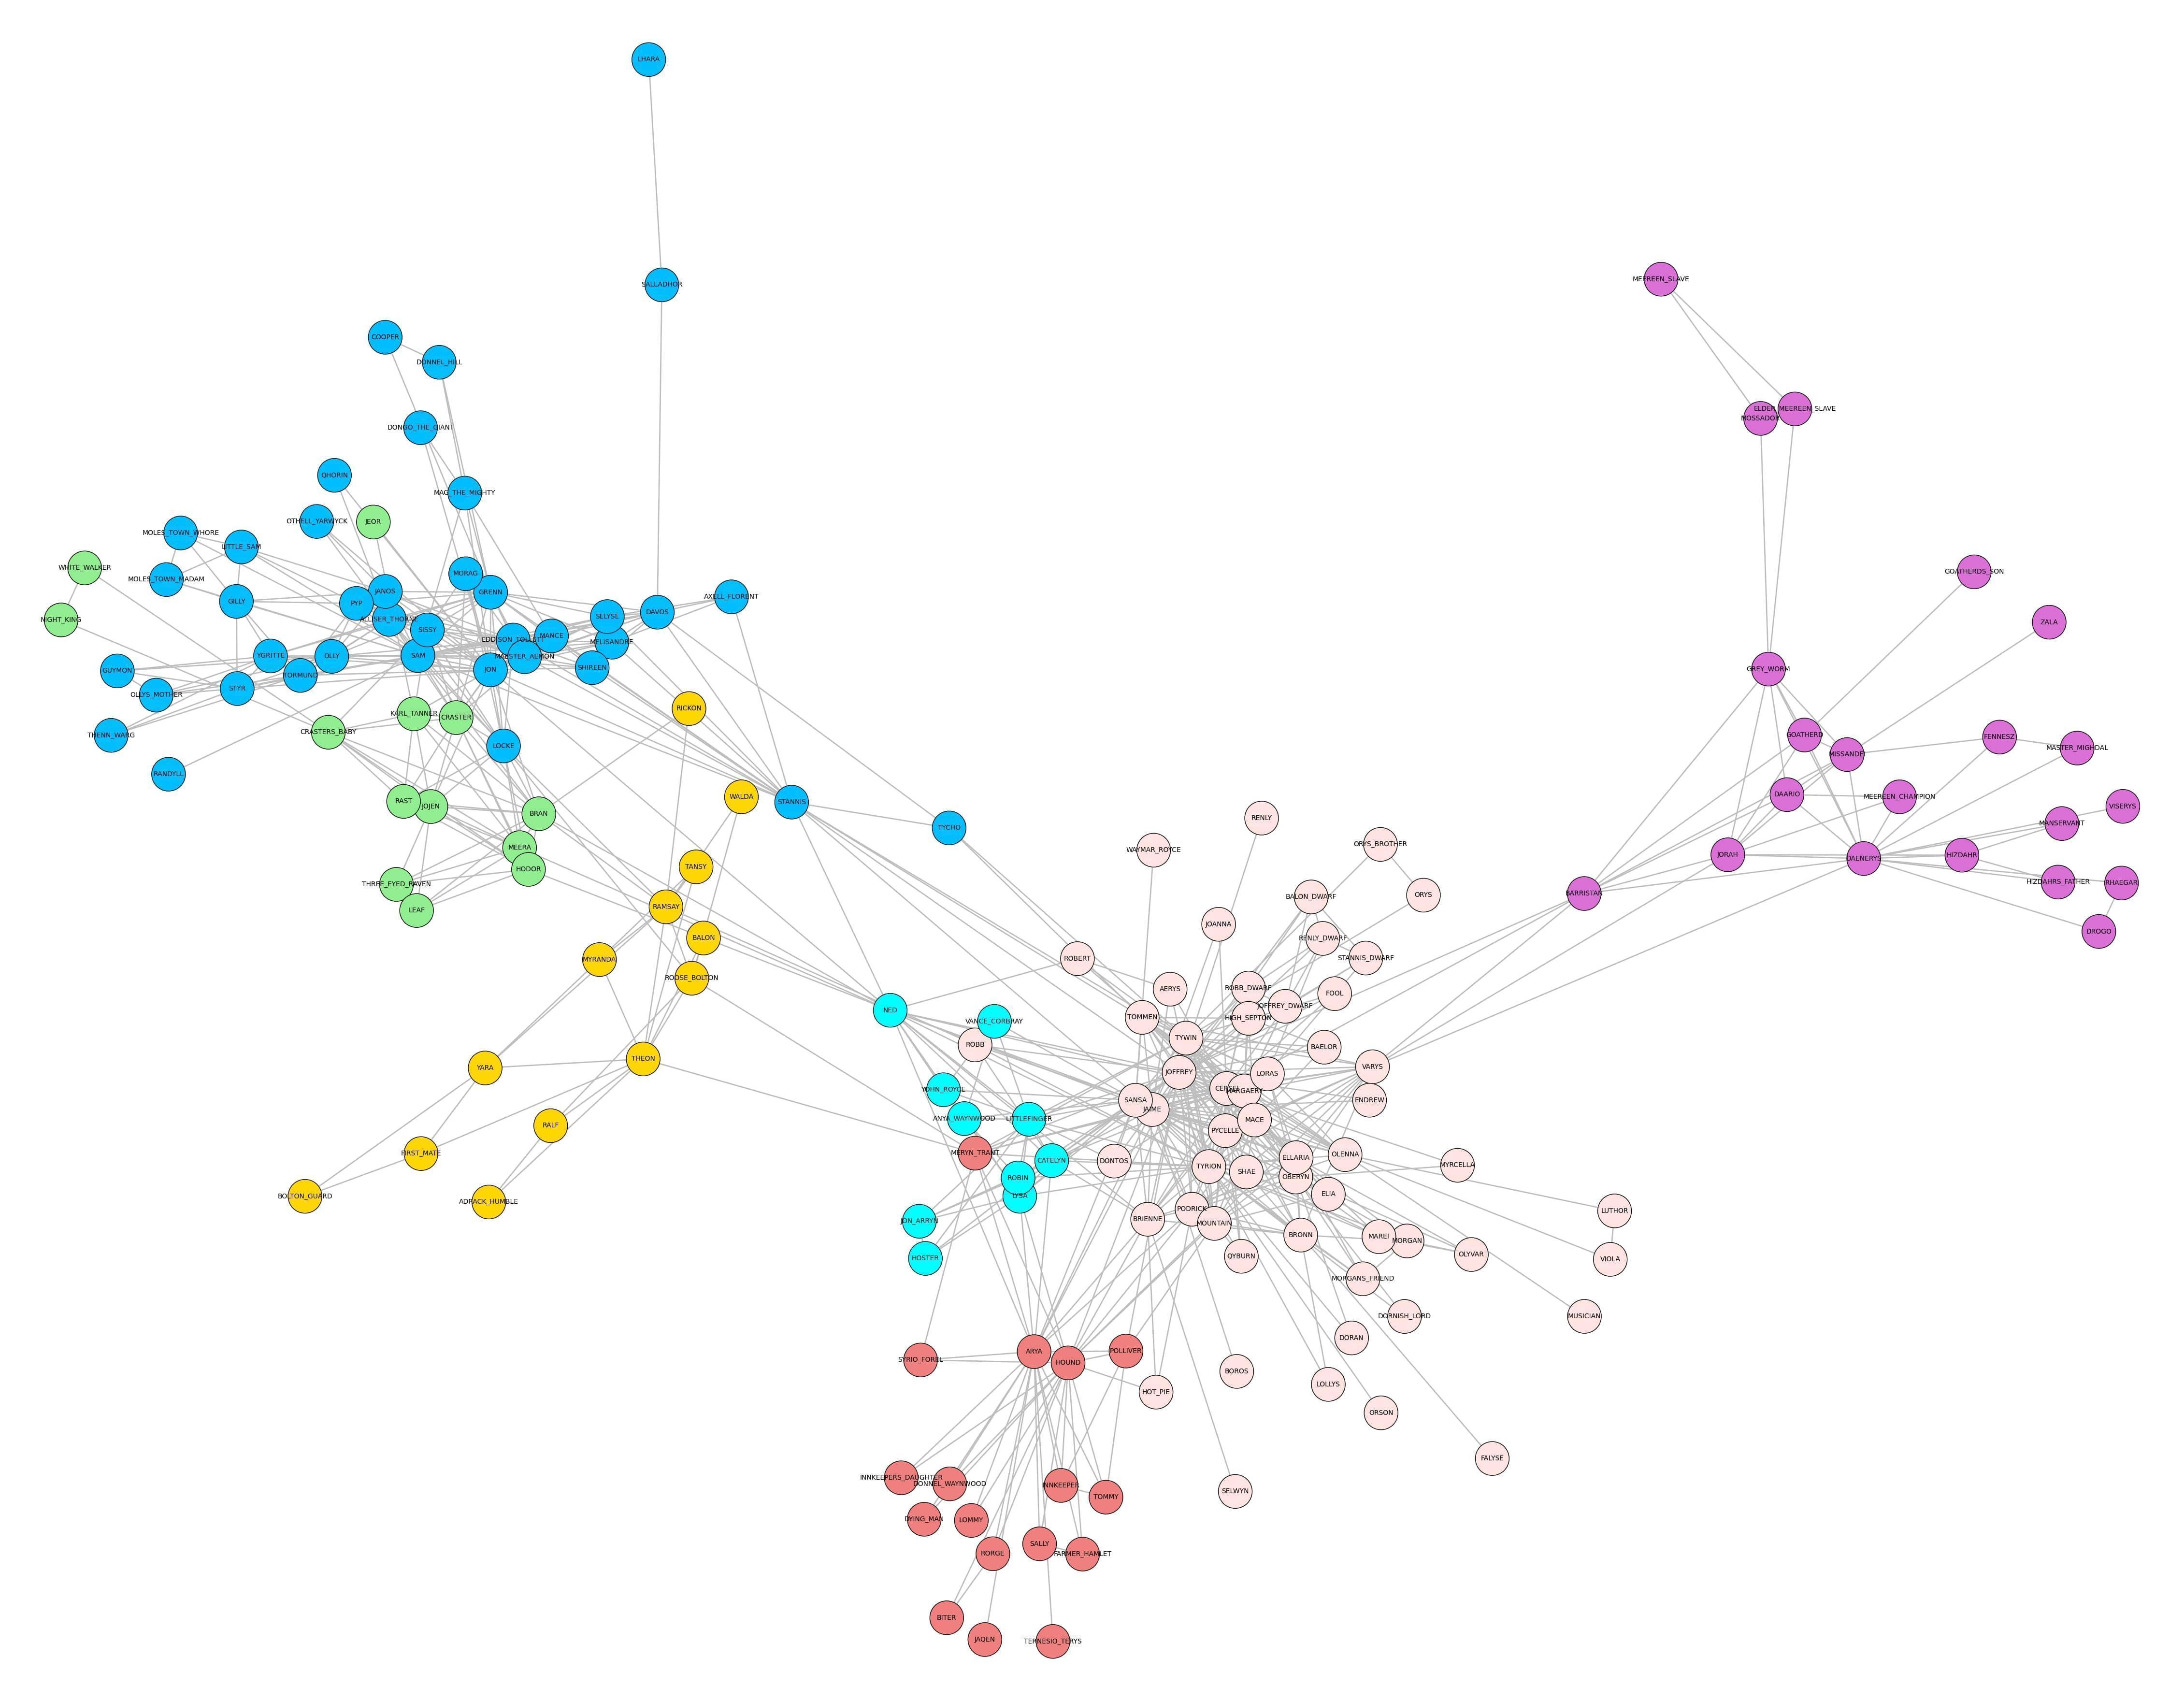 LHARA
SALLADHOR
MEEREEN_SLAVE
COOPER
DONNEL_HILL
ELDER_MEEREEN_SLAVE
MOSSADOR
DONGO_THE_GIANT
QHORIN
MAG_THE_MIGHTY
OTHELL_YARWYCK
JEOR
MOLES_TOWN_WHORE
LITTLE_SAM
WHITE_WALKER
MOLES_TOWN_MADAM
MORAG
GOATHERDS_SON
JANOS
GRENN
AXELL_FLORENT
GILLY
PYP
NIGHT_KING
ALLISER_THORNE
SELYSE
DAVOS
ZALA
SISSY
EDDISON_TOLLETT
MANCE
MELISANDRE
YGRITTE
OLLY
SAM
MAESTER_AEMON
GUYMON
TORMUND
JON
SHIREEN
GREY_WORM
OLLYS_MOTHER
STYR
RICKON
KARL_TANNER
CRASTER
THENN_WARG
CRASTERS_BABY
GOATHERD
FENNESZ
LOCKE
MISSANDEI
MASTER_MIGHDAL
RANDYLL
WALDA
STANNIS
DAARIO
MEEREEN_CHAMPION
RAST
JOJEN
VISERYS
BRAN
RENLY
MANSERVANT
TYCHO
MEERA
WAYMAR_ROYCE
ORYS_BROTHER
JORAH
DAENERYS
HIZDAHR
HODOR
TANSY
THREE_EYED_RAVEN
HIZDAHRS_FATHER
RHAEGAR
LEAF
RAMSAY
BALON_DWARF
ORYS
BARRISTAN
BALON
JOANNA
RENLY_DWARF
DROGO
MYRANDA
ROBERT
STANNIS_DWARF
ROOSE_BOLTON
AERYS
ROBB_DWARF
FOOL
NED
JOFFREY_DWARF
VANCE_CORBRAY
TOMMEN
HIGH_SEPTON
ROBB
TYWIN
BAELOR
THEON
YARA
JOFFREY
LORAS
VARYS
YOHN_ROYCE
CERSEI
MARGAERY
SANSA
ENDREW
JAIME
ANYA_WAYNWOOD
LITTLEFINGER
MACE
RALF
PYCELLE
FIRST_MATE
MERYN_TRANT
CATELYN
DONTOS
TYRION
SHAE
ELLARIA
OLENNA
MYRCELLA
ROBIN
OBERYN
BOLTON_GUARD
ADRACK_HUMBLE
LYSA
ELIA
PODRICK
LUTHOR
JON_ARRYN
BRIENNE
MOUNTAIN
BRONN
MAREI
MORGAN
HOSTER
QYBURN
OLYVAR
VIOLA
MORGANS_FRIEND
DORNISH_LORD
MUSICIAN
DORAN
SYRIO_FOREL
ARYA
HOUND
POLLIVER
BOROS
LOLLYS
HOT_PIE
ORSON
FALYSE
INNKEEPERS_DAUGHTER
DONNEL_WAYNWOOD
INNKEEPER
TOMMY
SELWYN
DYING_MAN
LOMMY
SALLY
RORGE
FARMER_HAMLET
BITER
JAQEN
TERNESIO_TERYS